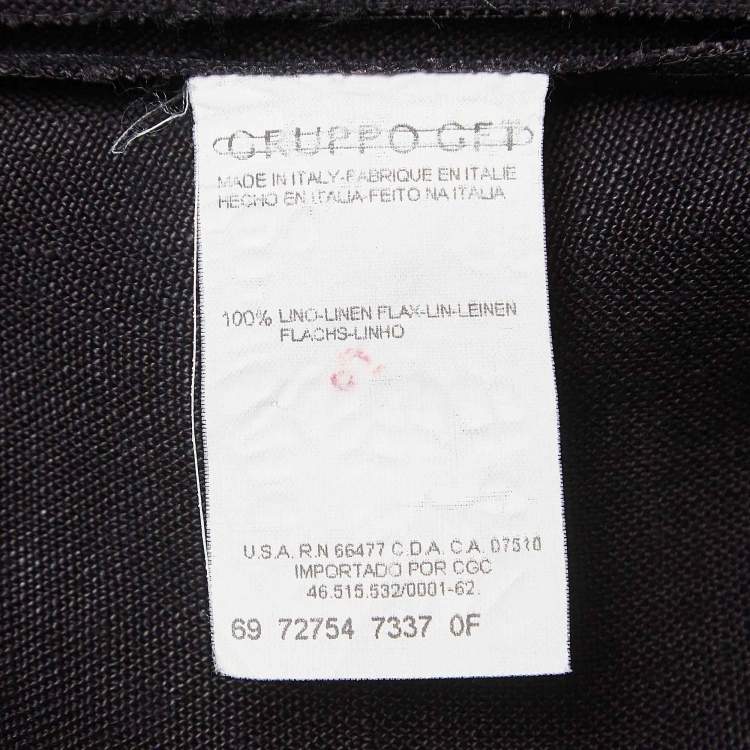 GRUPPO GFT
MADE IN ITALY-FABRIQUE EN ITALIE
HECHO EN ITALIA-FEITO NA ITALIA
100% LINO-LINEN FLAX-LIN-LEINEN
FLACHS-LINHO
U.S.A. R.N 66477 C.D.A. C.A. 07510
IMPORTADO POR CGC
46.515.532/0001-62.
69 72754 7337 0F